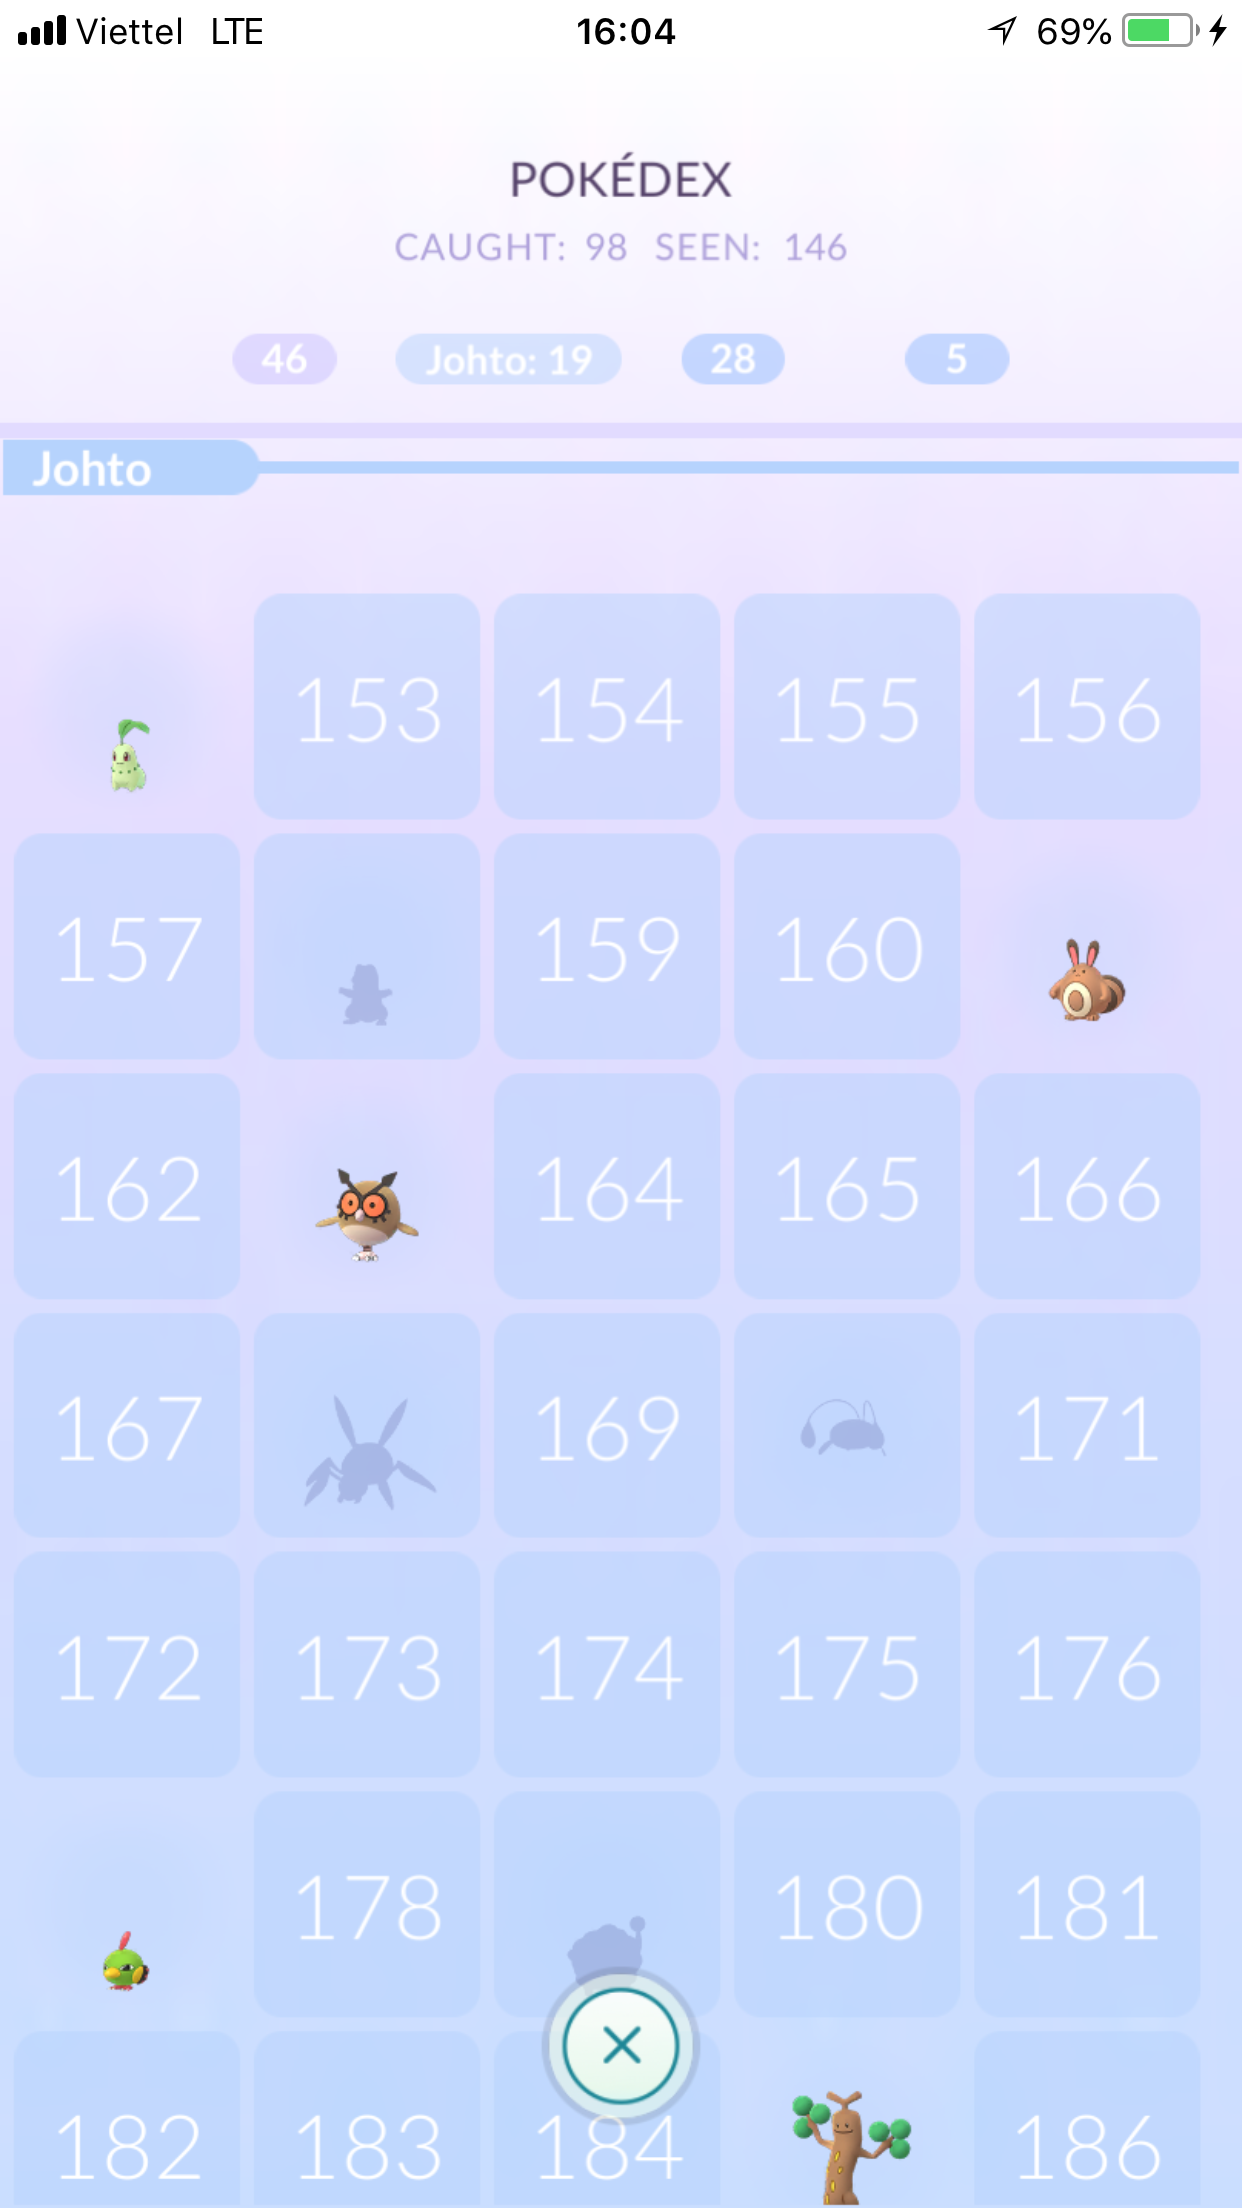 Viettel LTE 16:04 69%
POKÉDEX
CAUGHT: 98 SEEN: 146
46 Johto: 19 28 5
Johto
153 154 155 156
157 159 160
162 164 165 166
167 169 171
172 173 174 175 176
178 180 181
182 183 184 186